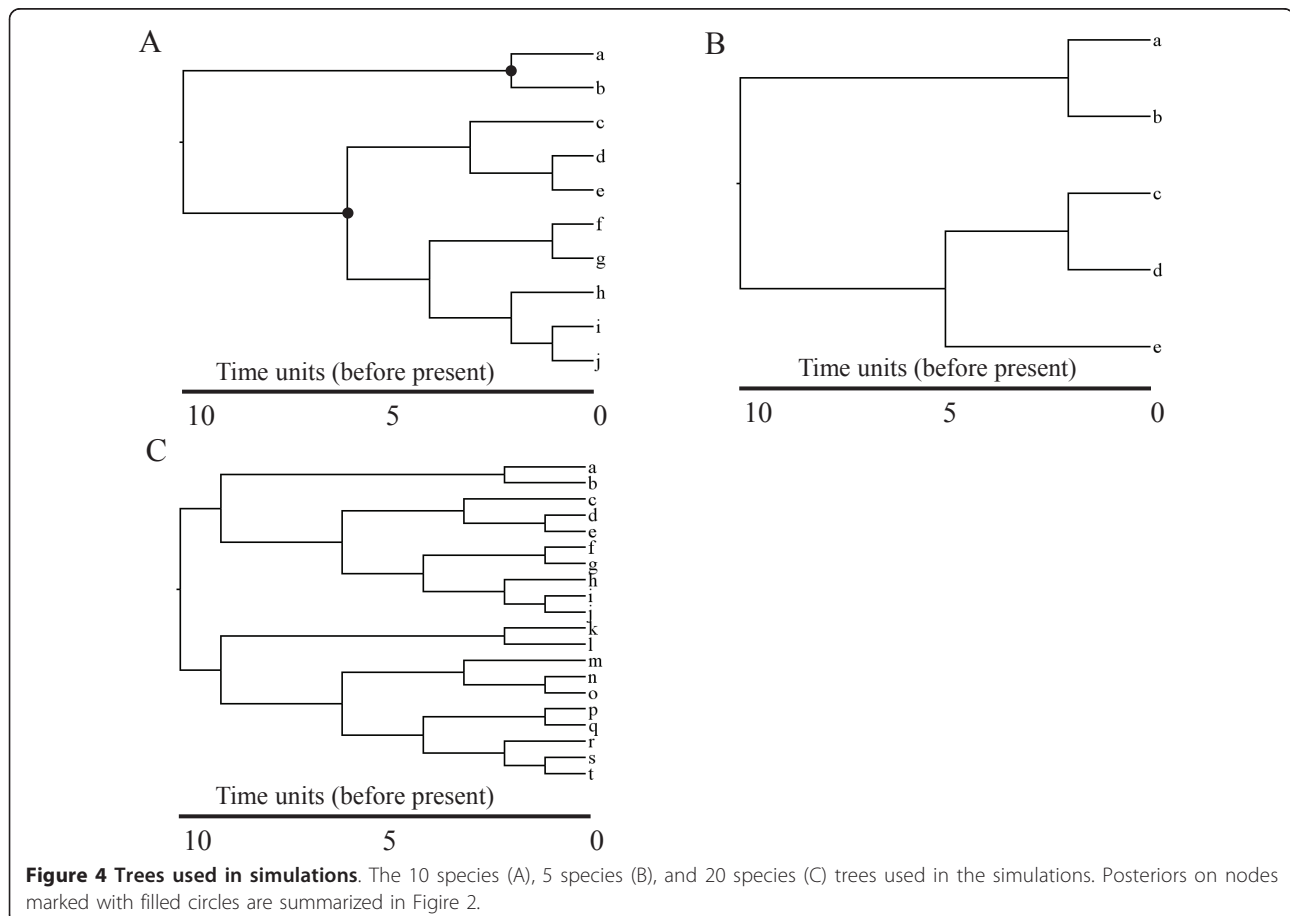 A
a
b
c
d
e
f
g
h
i
j
Time units (before present)
10 5 0
B
a
b
c
d
e
Time units (before present)
10 5 0
C
a
b
c
d
e
f
g
h
i
j
k
l
m
n
o
p
q
r
s
t
Time units (before present)
10 5 0
Figure 4 Trees used in simulations. The 10 species (A), 5 species (B), and 20 species (C) trees used in the simulations. Posteriors on nodes
marked with filled circles are summarized in Figire 2.